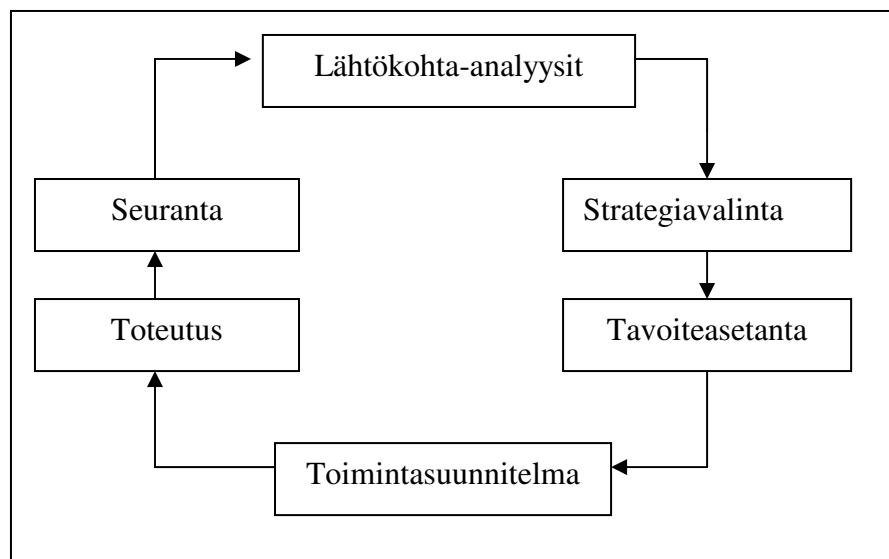 Lähtökohta-analyysit
Seuranta
Strategiavalinta
Toteutus
Tavoiteasetanta
Toimintasuunnitelma